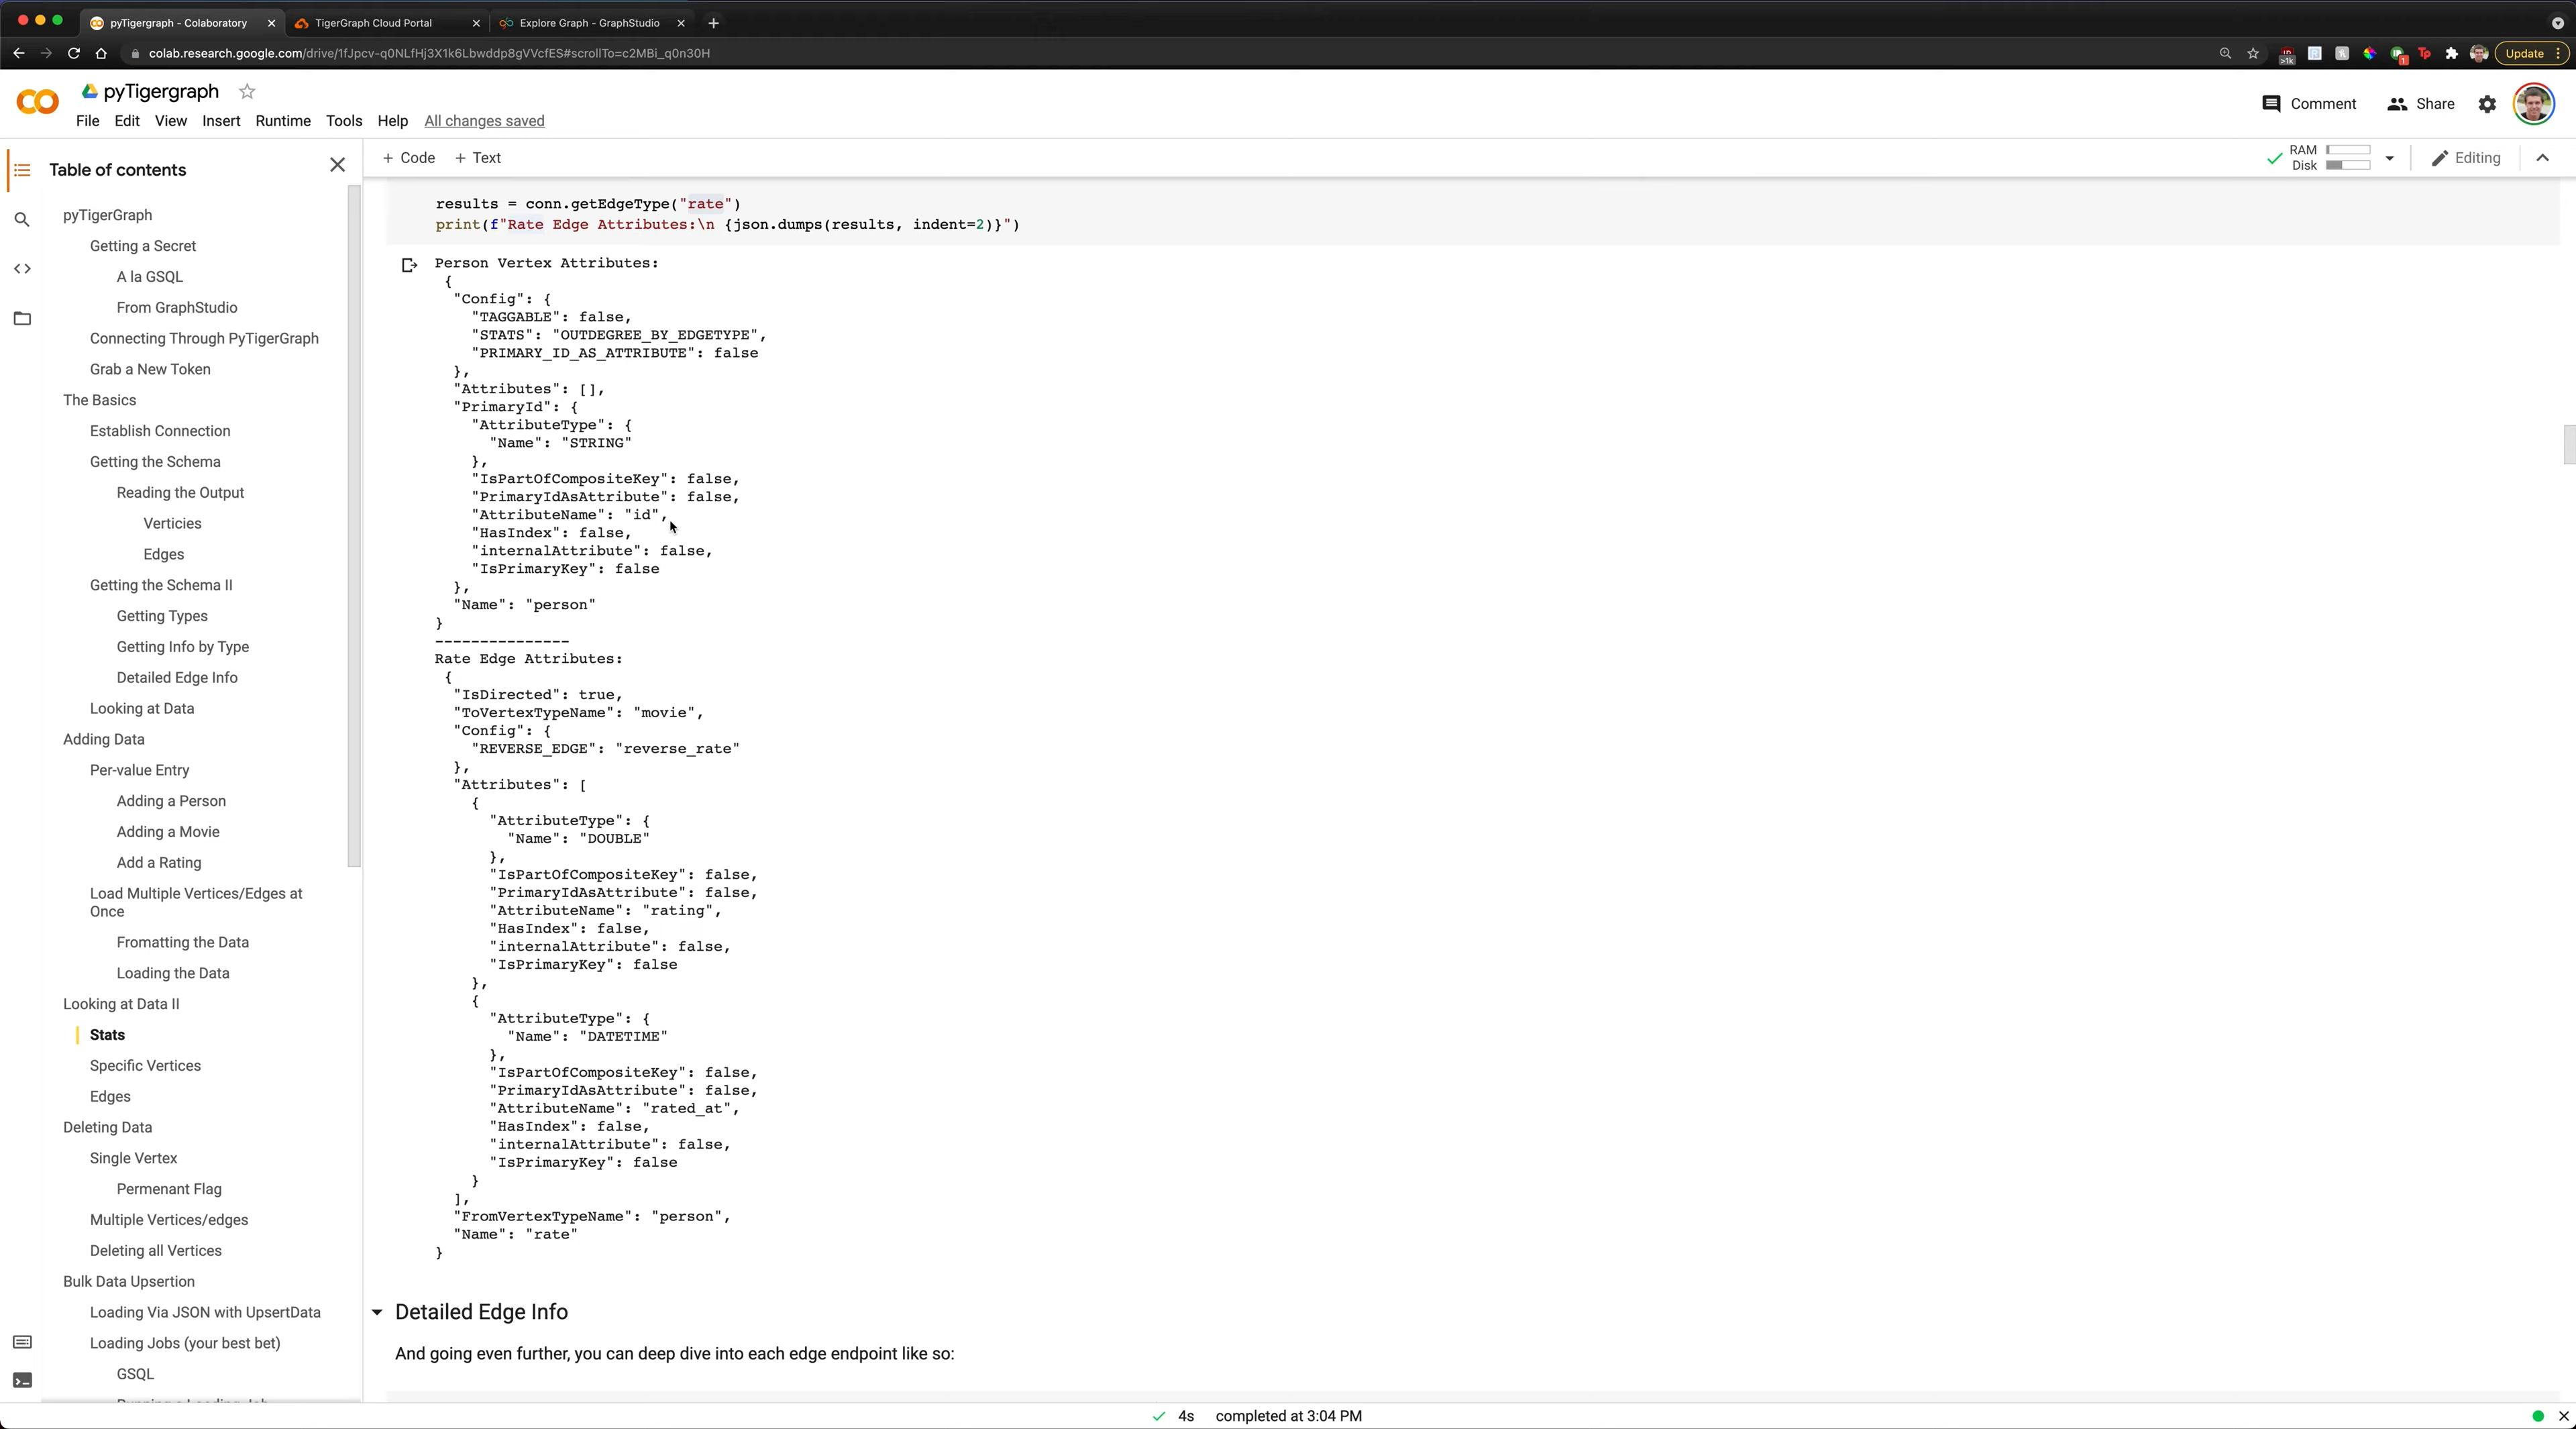 pyTigergraph - Colaboratory
TigerGraph Cloud Portal
Explore Graph - GraphStudio
colab.research.google.com/drive/1fJpcv-q0NLfHj3X1k6Lbwddp8gVVcfES#scrollTo=c2MBi_q0n30H
>1k
1
Update
pyTigergraph
File Edit View Insert Runtime Tools Help All changes saved
Comment
Share
Table of contents
+ Code + Text
RAM
Disk
Editing
pyTigerGraph
Getting a Secret
A la GSQL
From GraphStudio
Connecting Through PyTigerGraph
Grab a New Token
The Basics
Establish Connection
Getting the Schema
Reading the Output
Verticies
Edges
Getting the Schema II
Getting Types
Getting Info by Type
Detailed Edge Info
Looking at Data
Adding Data
Per-value Entry
Adding a Person
Adding a Movie
Add a Rating
Load Multiple Vertices/Edges at
Once
Fromatting the Data
Loading the Data
Looking at Data II
Stats
Specific Vertices
Edges
Deleting Data
Single Vertex
Permenant Flag
Multiple Vertices/edges
Deleting all Vertices
Bulk Data Upsertion
Loading Via JSON with UpsertData
Loading Jobs (your best bet)
GSQL
results = conn.getEdgeType("rate")
print(f"Rate Edge Attributes:\n {json.dumps(results, indent=2)}")
Person Vertex Attributes:
{
"Config": {
"TAGGABLE": false,
"STATS": "OUTDEGREE_BY_EDGETYPE",
"PRIMARY_ID_AS_ATTRIBUTE": false
},
"Attributes": [],
"PrimaryId": {
"AttributeType": {
"Name": "STRING"
},
"IsPartOfCompositeKey": false,
"PrimaryIdAsAttribute": false,
"AttributeName": "id",
"HasIndex": false,
"internalAttribute": false,
"IsPrimaryKey": false
},
"Name": "person"
}
---------------
Rate Edge Attributes:
{
"IsDirected": true,
"ToVertexTypeName": "movie",
"Config": {
"REVERSE_EDGE": "reverse_rate"
},
"Attributes": [
{
"AttributeType": {
"Name": "DOUBLE"
},
"IsPartOfCompositeKey": false,
"PrimaryIdAsAttribute": false,
"AttributeName": "rating",
"HasIndex": false,
"internalAttribute": false,
"IsPrimaryKey": false
},
{
"AttributeType": {
"Name": "DATETIME"
},
"IsPartOfCompositeKey": false,
"PrimaryIdAsAttribute": false,
"AttributeName": "rated_at",
"HasIndex": false,
"internalAttribute": false,
"IsPrimaryKey": false
}
],
"FromVertexTypeName": "person",
"Name": "rate"
}
Detailed Edge Info
And going even further, you can deep dive into each edge endpoint like so:
4s completed at 3:04 PM